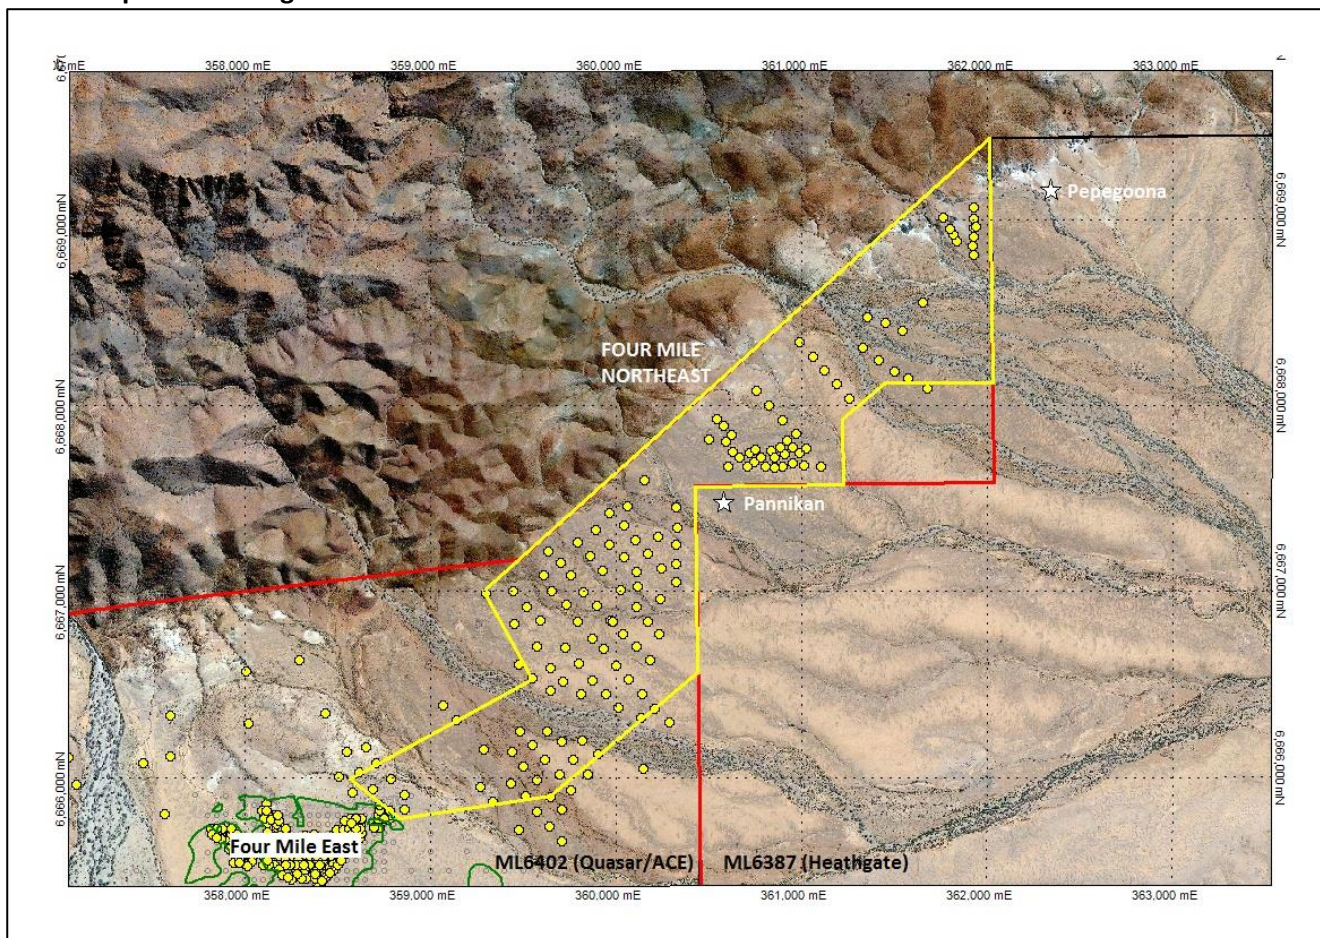 358,000 mE
359,000 mE
360,000 mE
361,000 mE
362,000 mE
363,000 mE
6,669,000 mN
6,669,000 mN
Pepegoona
FOUR MILE
NORTHEAST
6,668,000 mN
6,668,000 mN
Pannikan
6,667,000 mN
6,667,000 mN
6,666,000 mN
6,666,000 mN
Four Mile East
ML6402 (Quasar/ACE)
ML6387 (Heathgate)
358,000 mE
359,000 mE
360,000 mE
361,000 mE
362,000 mE
363,000 mE